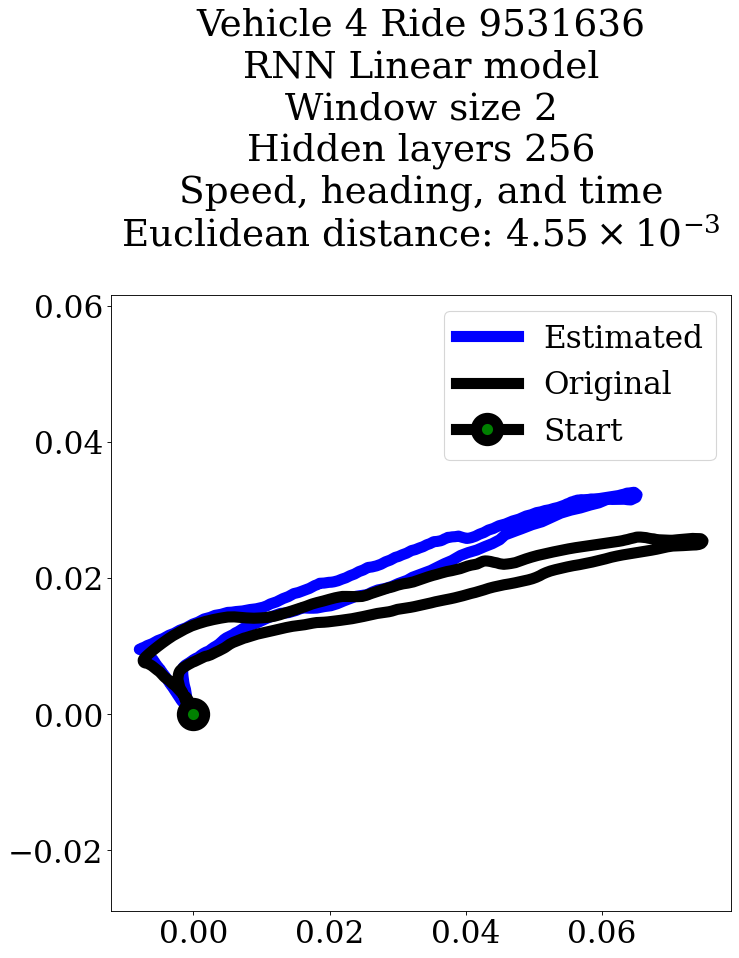 Vehicle 4 Ride 9531636
RNN Linear model
Window size 2
Hidden layers 256
Speed, heading, and time
Euclidean distance: 4.55 × 10⁻³
0.06
0.04
0.02
0.00
−0.02
Estimated
Original
Start
0.00 0.02 0.04 0.06